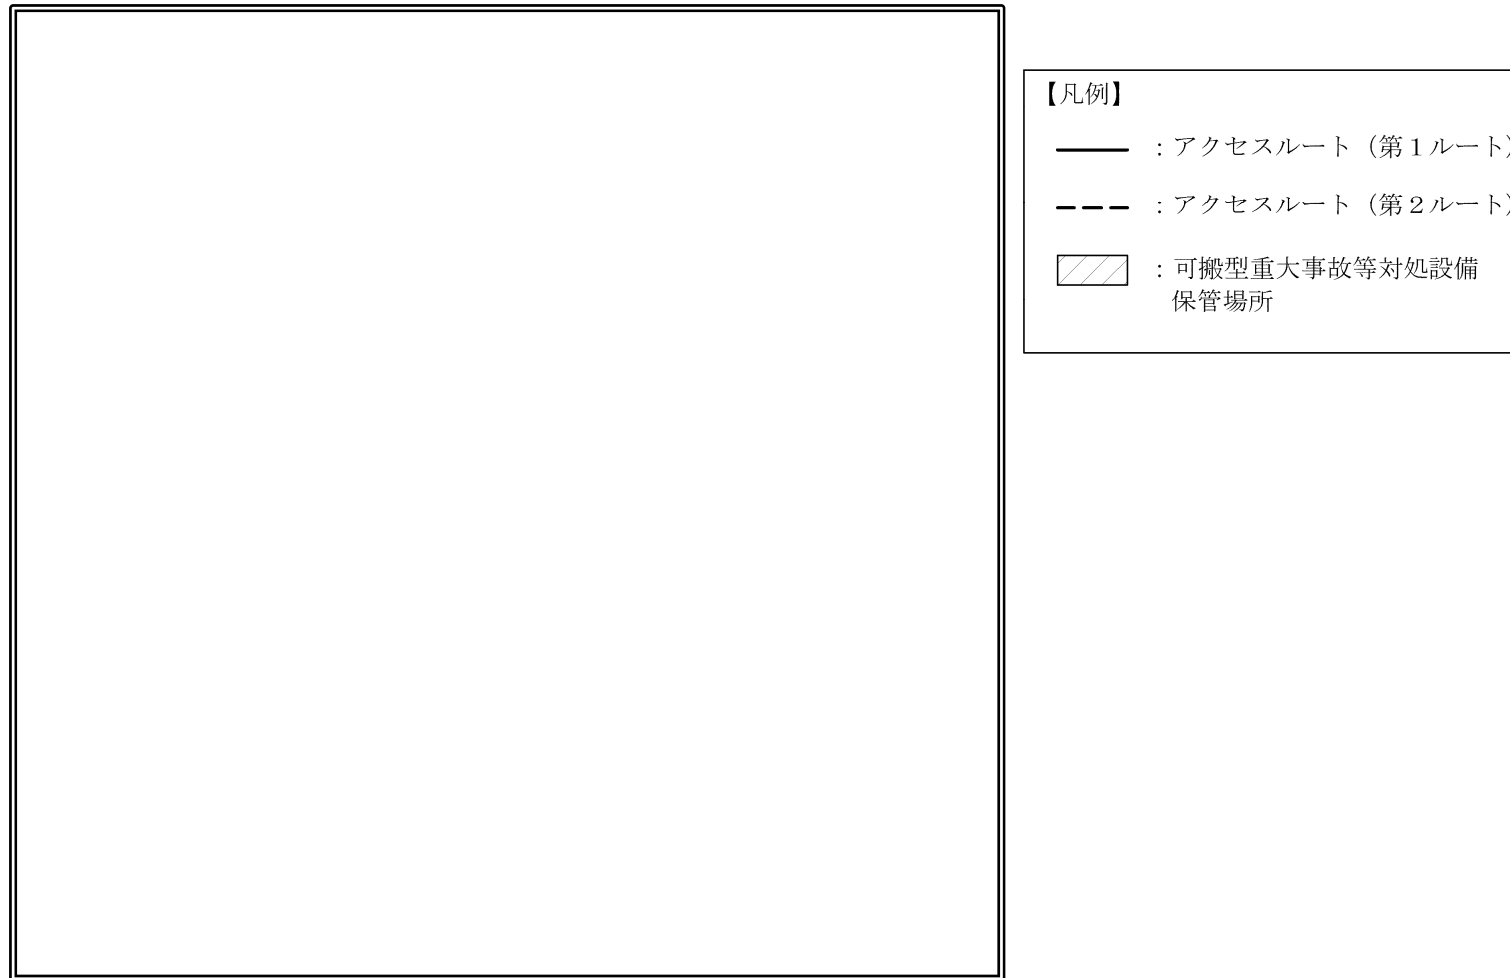 【凡例】
：アクセスルート（第１ルート）
：アクセスルート（第２ルート）
：可搬型重大事故等対処設備
保管場所